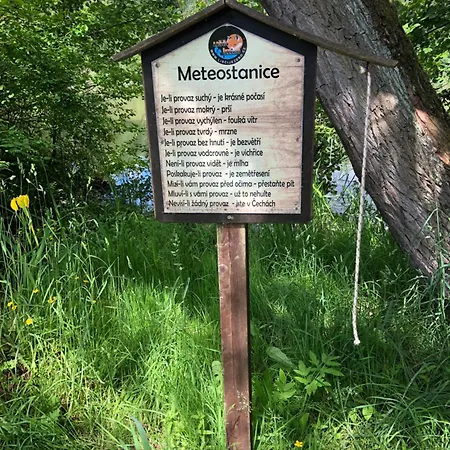 Meteostanice
Je-li provaz suchý - je krásné počasí
Je-li provaz mokrý - prší
Je-li provaz vychýlen - fouká vítr
Je-li provaz tvrdý - mrzne
Je-li provaz bez hnutí - je bezvětří
Je-li provaz vodorovně - je vichřice
Není-li provaz vidět - je mlha
Poskakuje-li provaz - je zemětřesení
Máš-li vám provaz před očima - přestaňte pít
Mluví-li s vámi provaz - už to nehulte
Nevisí-li žádný provaz - jste v Čechách